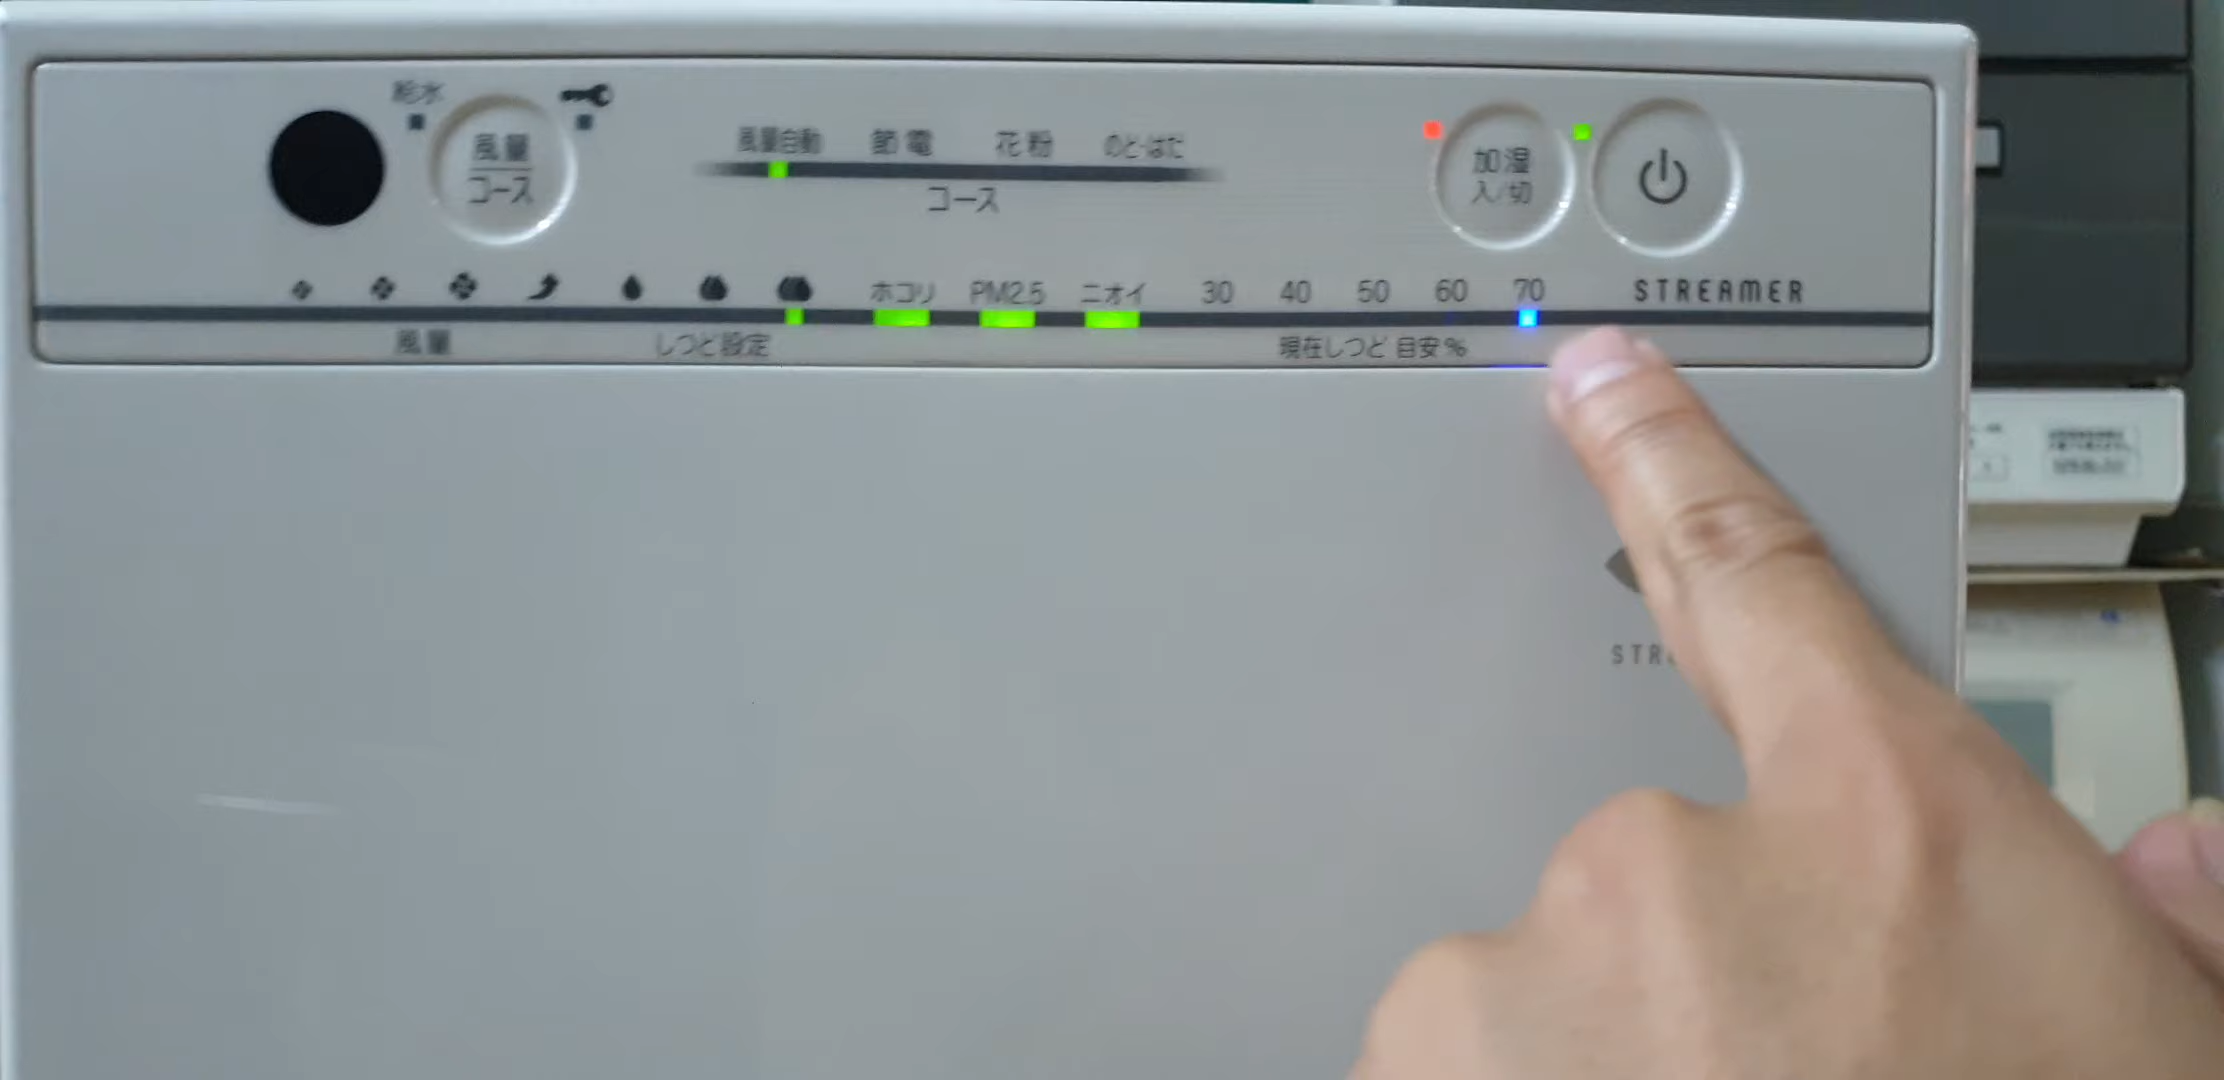 給水
風量
コース
風量自動 節電 花粉 のど・はだ
コース
加湿
入/切
ホコリ PM2.5 ニオイ 30 40 50 60 70 STREAMER
風量 しつど設定 現在しつど 目安%